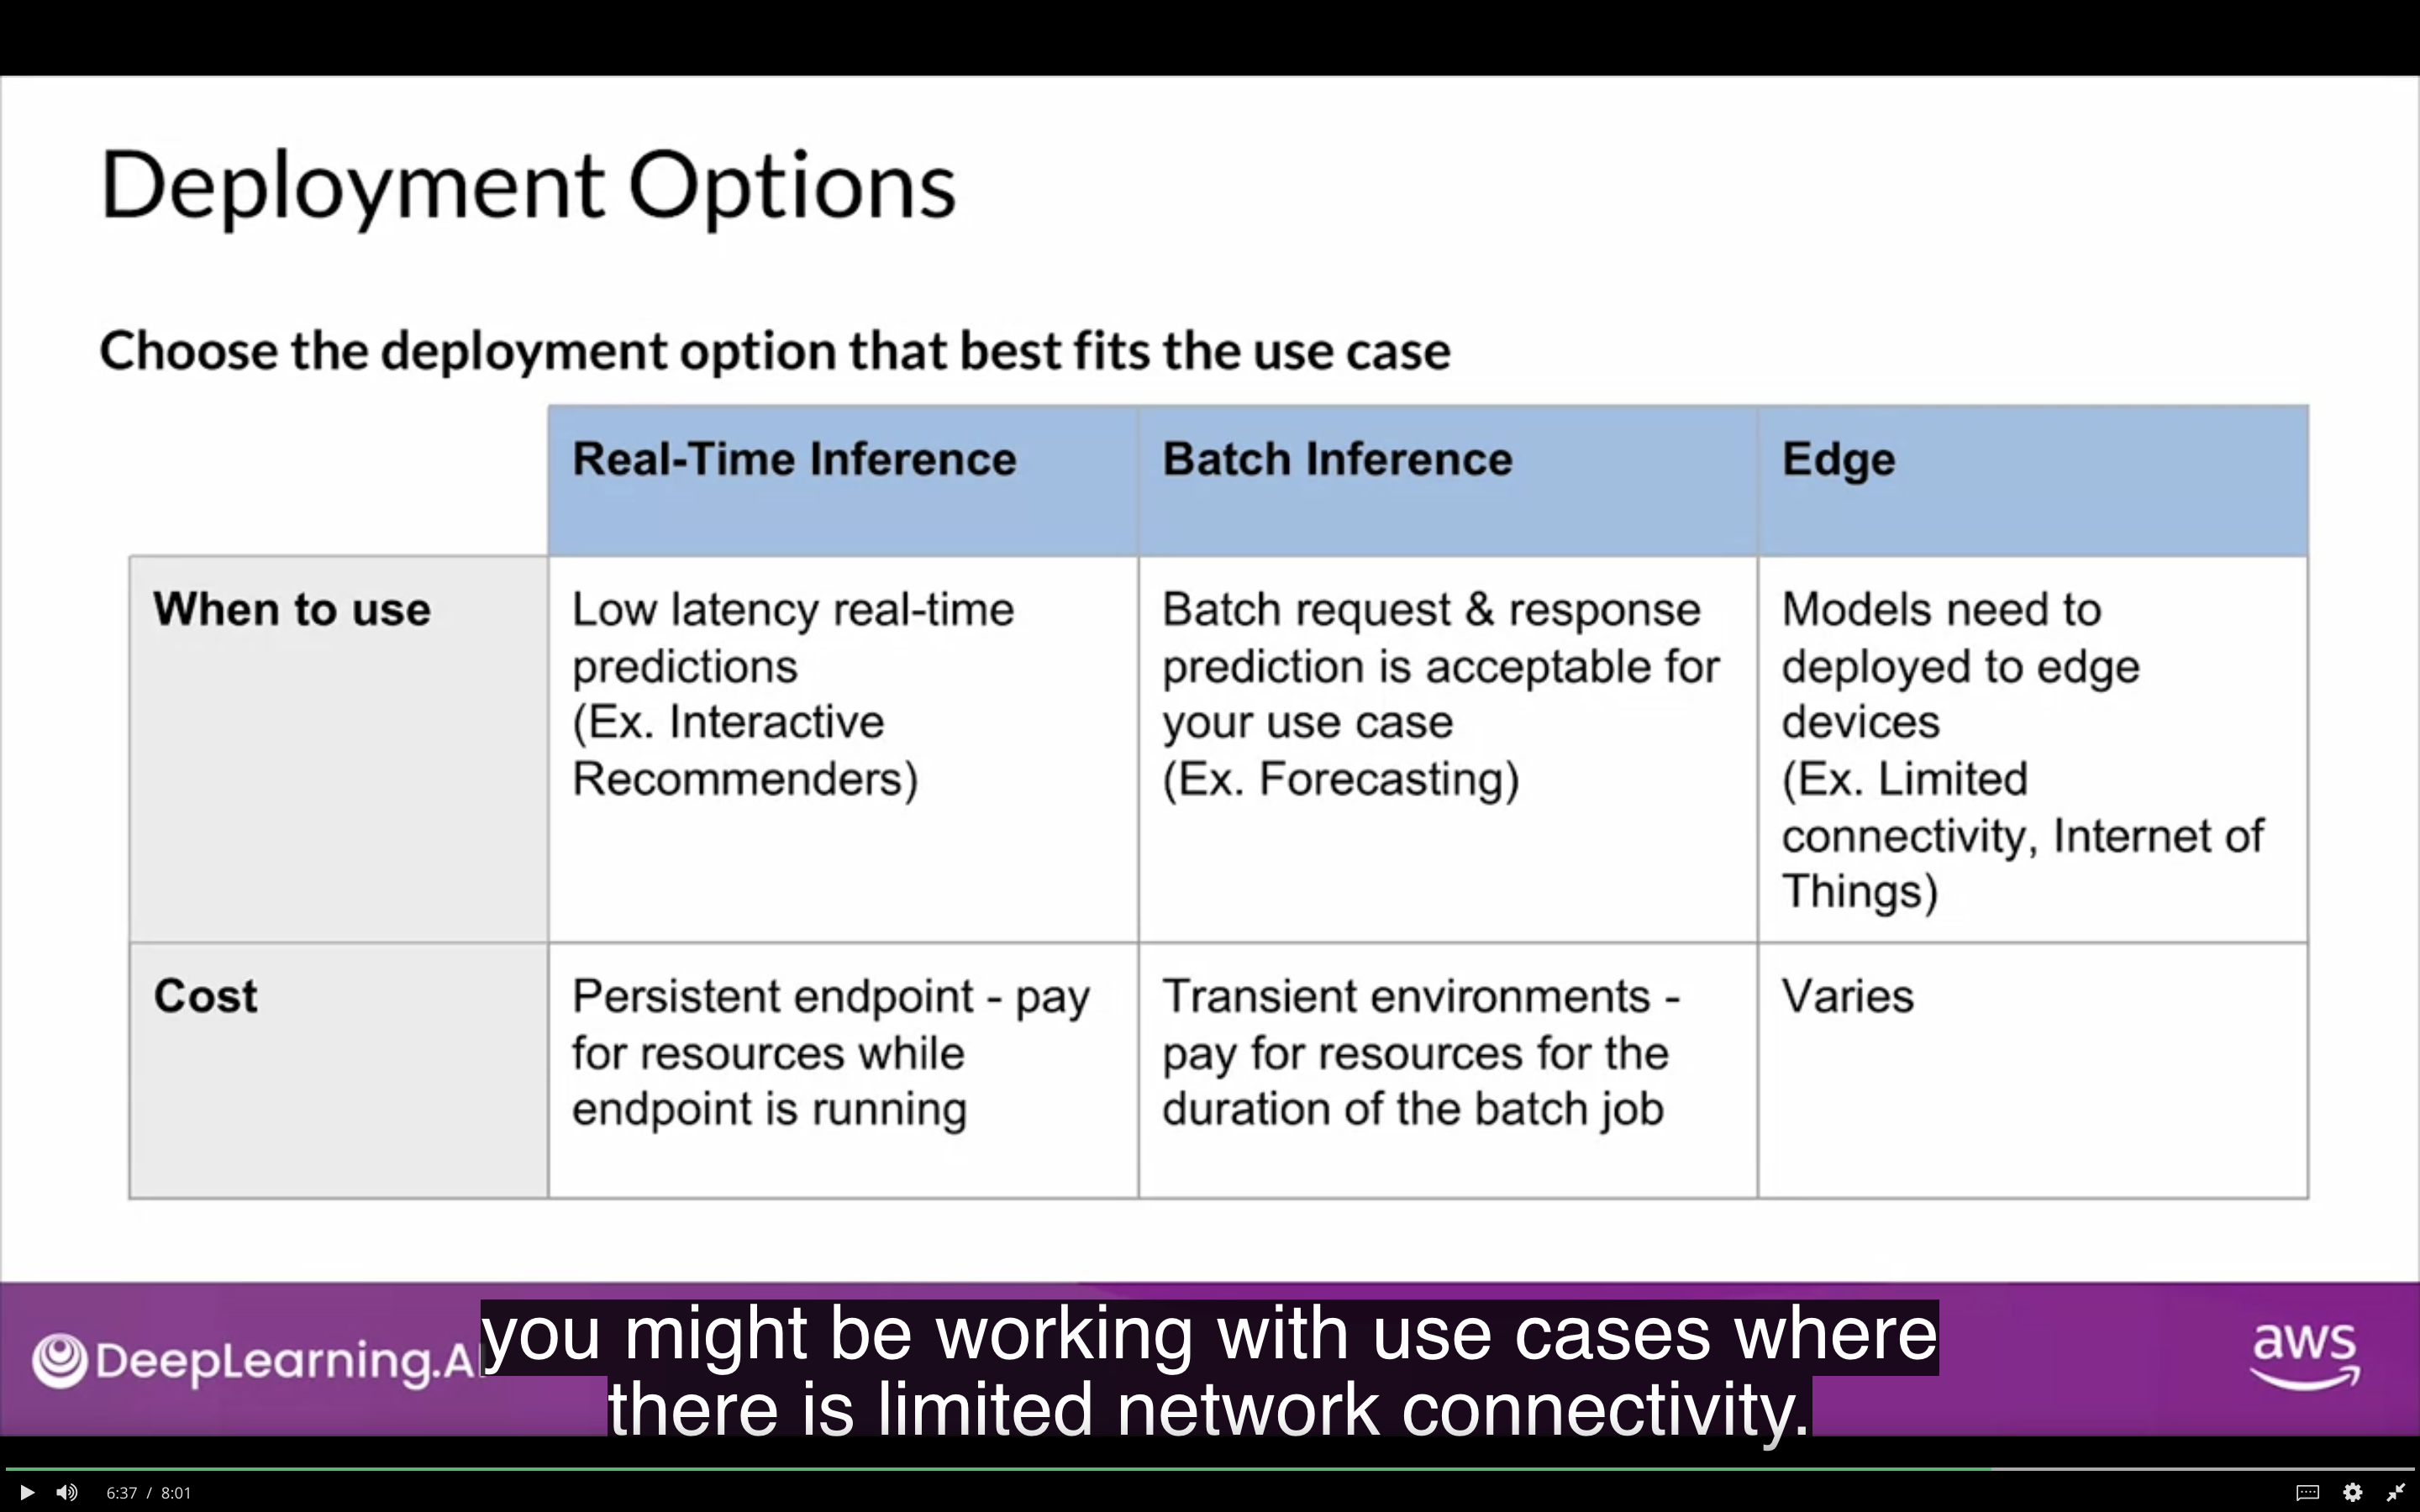 Deployment Options
Choose the deployment option that best fits the use case
Real-Time Inference
Batch Inference
Edge
When to use
Low latency real-time
predictions
(Ex. Interactive
Recommenders)
Batch request & response
prediction is acceptable for
your use case
(Ex. Forecasting)
Models need to
deployed to edge
devices
(Ex. Limited
connectivity, Internet of
Things)
Cost
Persistent endpoint - pay
for resources while
endpoint is running
Transient environments -
pay for resources for the
duration of the batch job
Varies
DeepLearning.AI
you might be working with use cases where
there is limited network connectivity.
aws
6:37 / 8:01